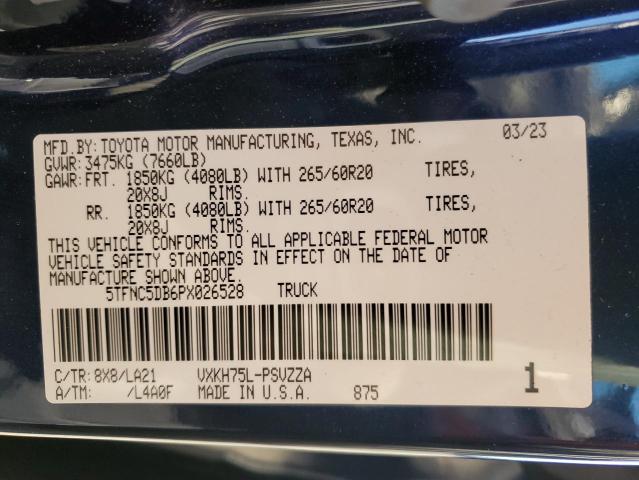 MFD.BY: TOYOTA MOTOR MANUFACTURING, TEXAS, INC. 03/23
GVWR: 3475KG (7660LB)
GAWR: FRT. 1850KG (4080LB) WITH 265/60R20 TIRES,
20X8J RIMS.
RR. 1850KG (4080LB) WITH 265/60R20 TIRES,
20X8J RIMS.
THIS VEHICLE CONFORMS TO ALL APPLICABLE FEDERAL MOTOR
VEHICLE SAFETY STANDARDS IN EFFECT ON THE DATE OF
MANUFACTURE SHOWN ABOVE.
5TFNC5DB6PX026528 TRUCK
C/TR: 8X8/LA21 VXKH75L-PSVZZA
A/TM: /L4A0F MADE IN U.S.A. 875 1